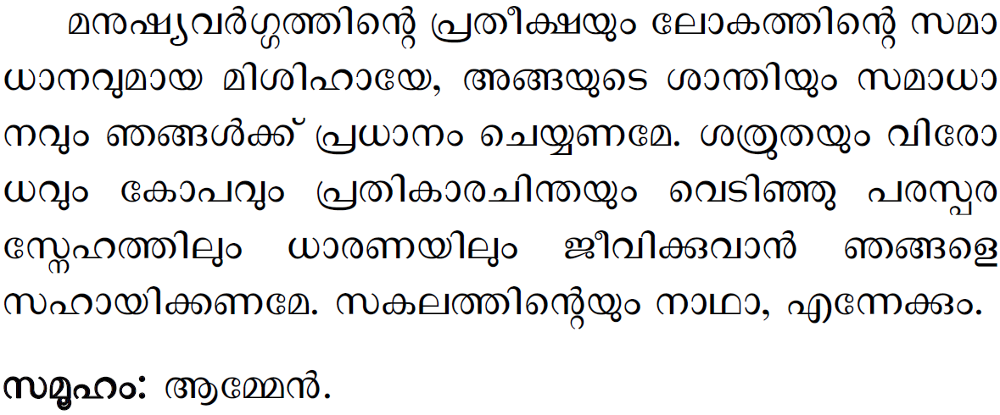 മനുഷ്യവർഗ്ഗത്തിന്റെ പ്രതീക്ഷയും ലോകത്തിന്റെ സമാ
ധാനവുമായ മിശിഹായേ, അങ്ങയുടെ ശാന്തിയും സമാധാ
നവും ഞങ്ങൾക്ക് പ്രധാനം ചെയ്യണമേ. ശത്രുതയും വിരോ
ധവും കോപവും പ്രതികാരചിന്തയും വെടിഞ്ഞു പരസ്പര
സ്നേഹത്തിലും ധാരണയിലും ജീവിക്കുവാൻ ഞങ്ങളെ
സഹായിക്കണമേ. സകലത്തിന്റെയും നാഥാ, എന്നേക്കും.
സമൂഹം: ആമ്മേൻ.